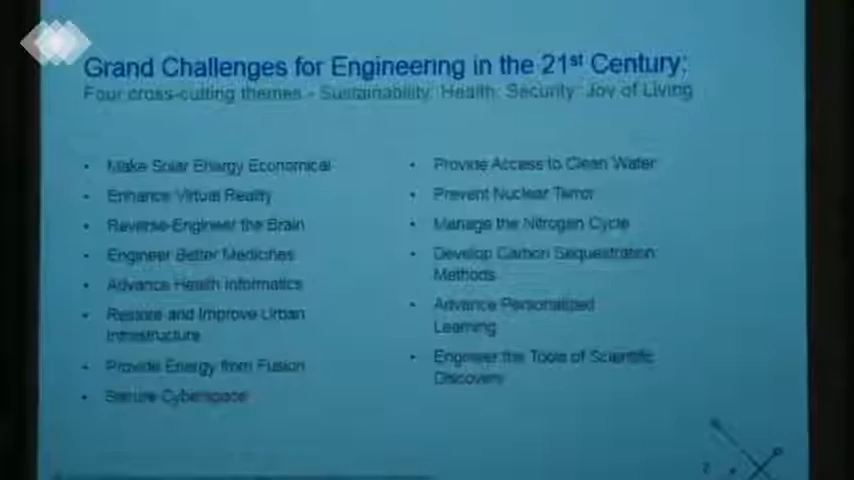 Grand Challenges for Engineering in the 21st Century:
Four cross-cutting themes - Sustainability; Health; Security; Joy of Living
• Make Solar Energy Economical
• Enhance Virtual Reality
• Reverse-Engineer the Brain
• Engineer Better Medicines
• Advance Health Informatics
• Restore and Improve Urban
Infrastructure
• Provide Energy from Fusion
• Secure Cyberspace
• Provide Access to Clean Water
• Prevent Nuclear Terror
• Manage the Nitrogen Cycle
• Develop Carbon Sequestration
Methods
• Advance Personalized
Learning
• Engineer the Tools of Scientific
Discovery